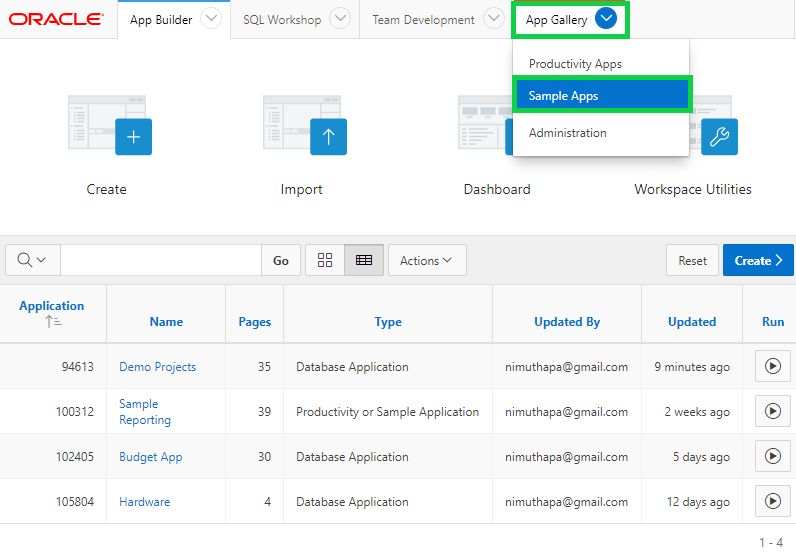 ORACLE App Builder SQL Workshop Team Development App Gallery
Productivity Apps
Sample Apps
Administration
Create Import Dashboard Workspace Utilities
Go Actions Reset Create
Application Name Pages Type Updated By Updated Run
94613 Demo Projects 35 Database Application nimuthapa@gmail.com 9 minutes ago
100312 Sample Reporting 39 Productivity or Sample Application nimuthapa@gmail.com 2 weeks ago
102405 Budget App 30 Database Application nimuthapa@gmail.com 5 days ago
105804 Hardware 4 Database Application nimuthapa@gmail.com 12 days ago
1 - 4